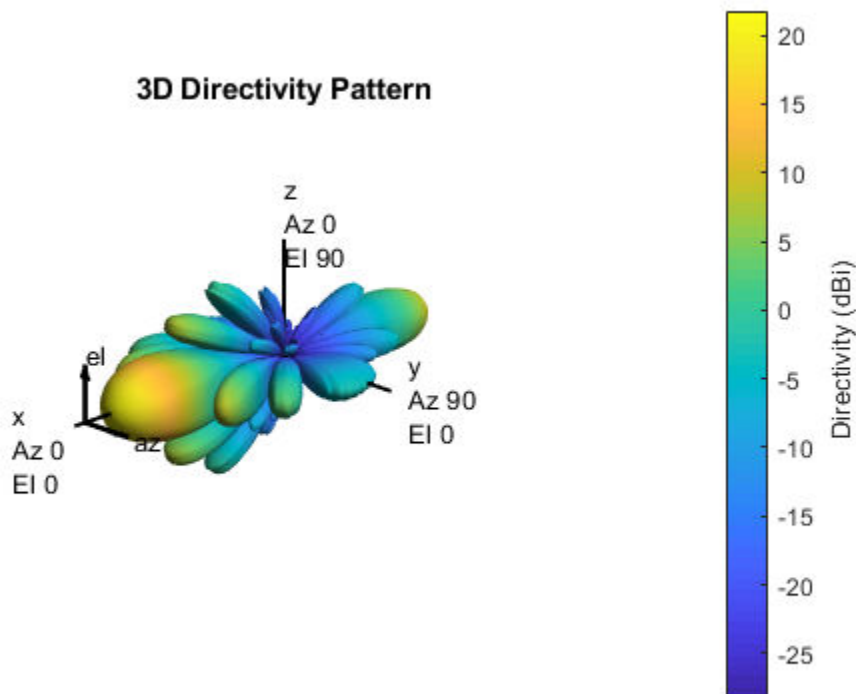 3D Directivity Pattern
z
Az 0
El 90
el
az
x
Az 0
El 0
y
Az 90
El 0
20
15
10
5
0
-5
-10
-15
-20
-25
Directivity (dBi)